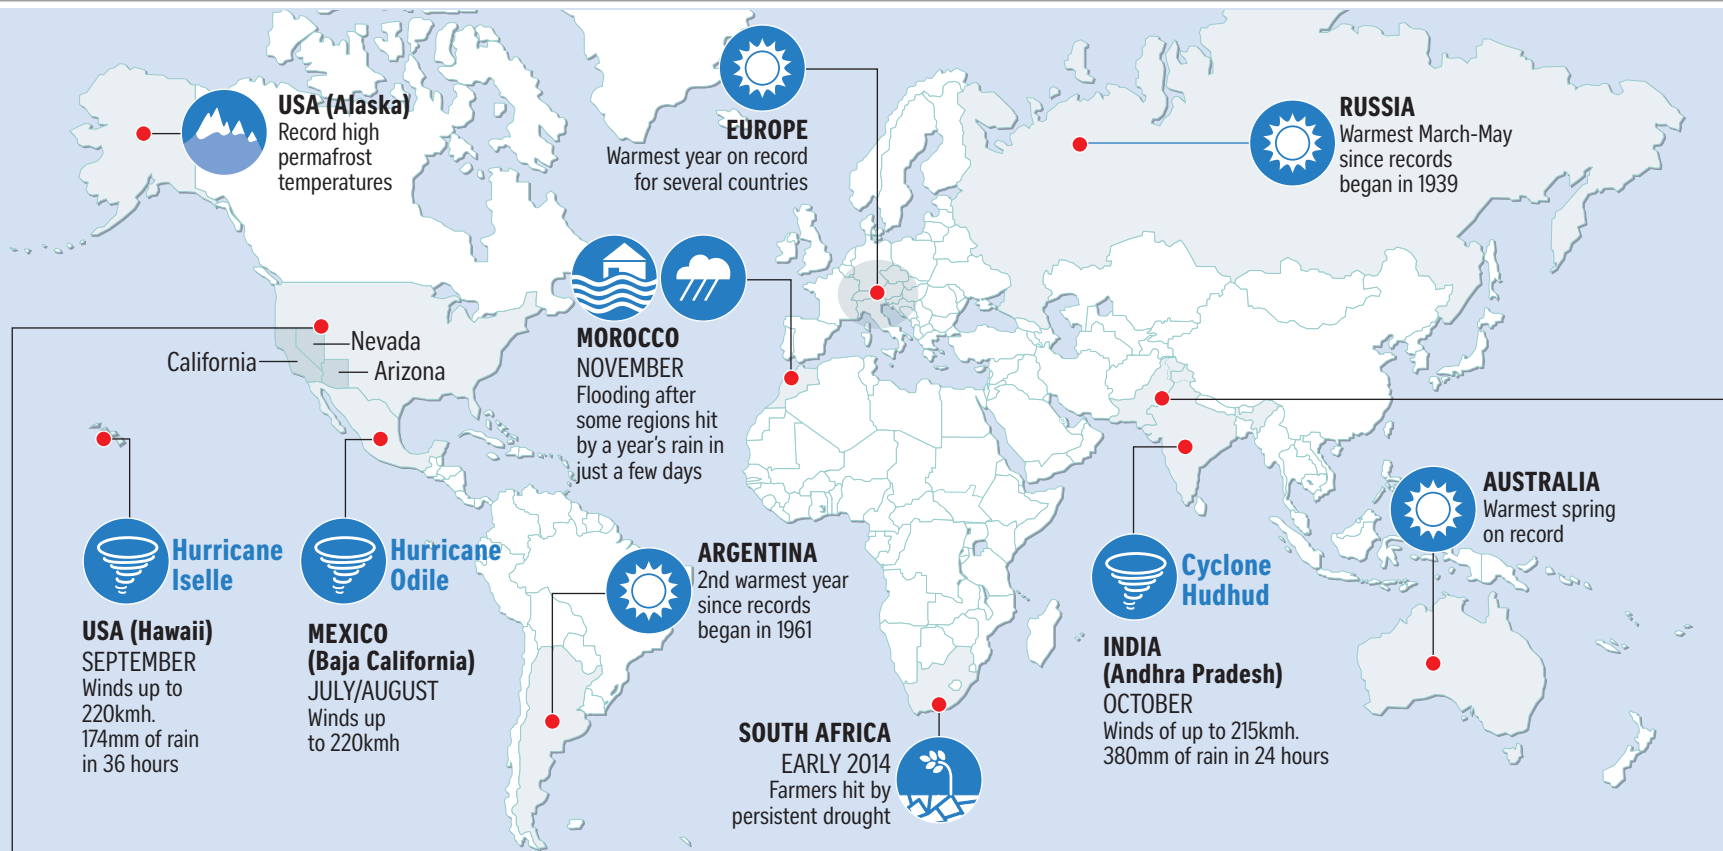 USA (Alaska)
Record high
permafrost
temperatures
EUROPE
Warmest year on record
for several countries
RUSSIA
Warmest March-May
since records
began in 1939
MOROCCO
NOVEMBER
Flooding after
some regions hit
by a year's rain in
just a few days
Nevada
California
Arizona
Hurricane
Iselle
USA (Hawaii)
SEPTEMBER
Winds up to
220kmh.
174mm of rain
in 36 hours
Hurricane
Odile
MEXICO
(Baja California)
JULY/AUGUST
Winds up
to 220kmh
ARGENTINA
2nd warmest year
since records
began in 1961
SOUTH AFRICA
EARLY 2014
Farmers hit by
persistent drought
Cyclone
Hudhud
INDIA
(Andhra Pradesh)
OCTOBER
Winds of up to 215kmh.
380mm of rain in 24 hours
AUSTRALIA
Warmest spring
on record